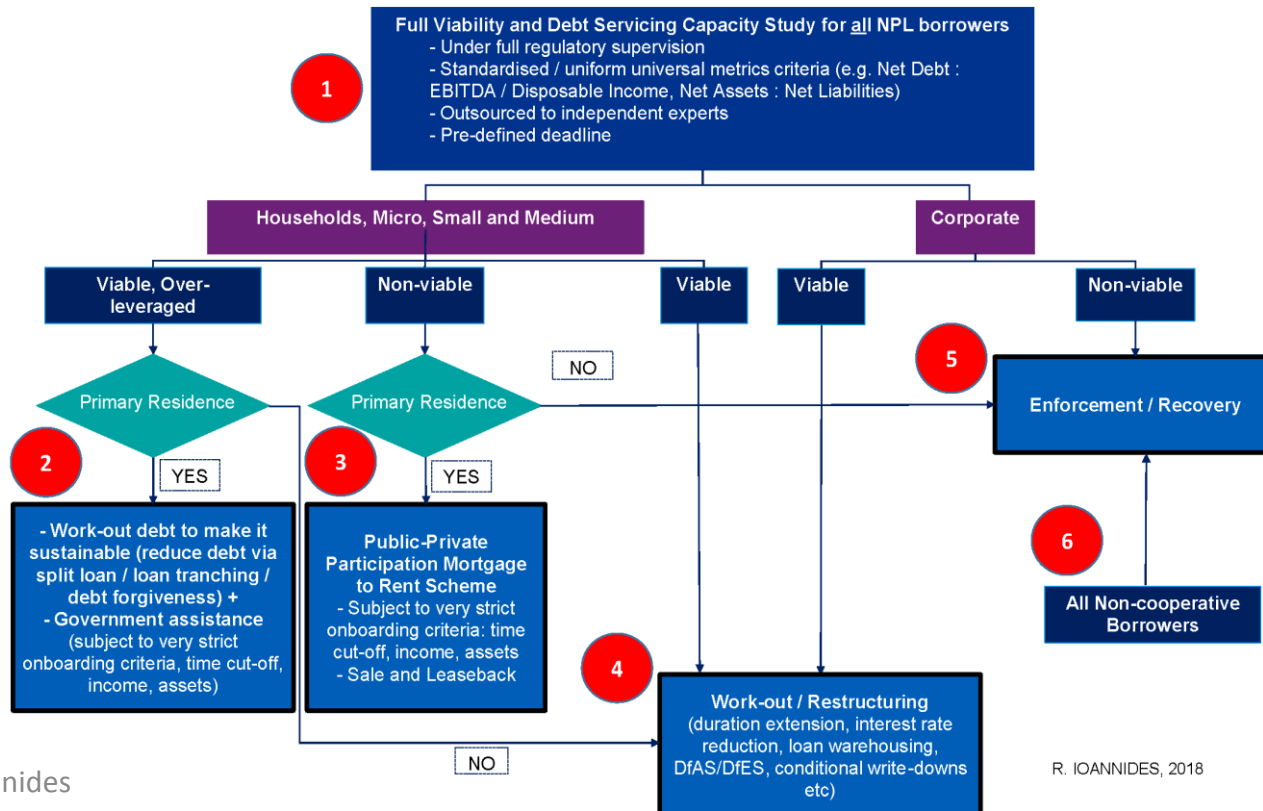 Full Viability and Debt Servicing Capacity Study for all NPL borrowers
- Under full regulatory supervision
- Standardised / uniform universal metrics criteria (e.g. Net Debt :
EBITDA / Disposable Income, Net Assets : Net Liabilities)
- Outsourced to independent experts
- Pre-defined deadline
1
Households, Micro, Small and Medium
Corporate
Viable, Over-
leveraged
Non-viable
Viable
Viable
Non-viable
Primary Residence
Primary Residence
NO
5
Enforcement / Recovery
2
YES
3
YES
- Work-out debt to make it
sustainable (reduce debt via
split loan / loan tranching /
debt forgiveness) +
- Government assistance
(subject to very strict
onboarding criteria, time cut-off,
income, assets)
Public-Private
Participation Mortgage
to Rent Scheme
- Subject to very strict
onboarding criteria: time
cut-off, income, assets
- Sale and Leaseback
6
All Non-cooperative
Borrowers
4
Work-out / Restructuring
(duration extension, interest rate
reduction, loan warehousing,
DfAS/DfES, conditional write-downs
etc)
NO
R. IOANNIDES, 2018
nnides